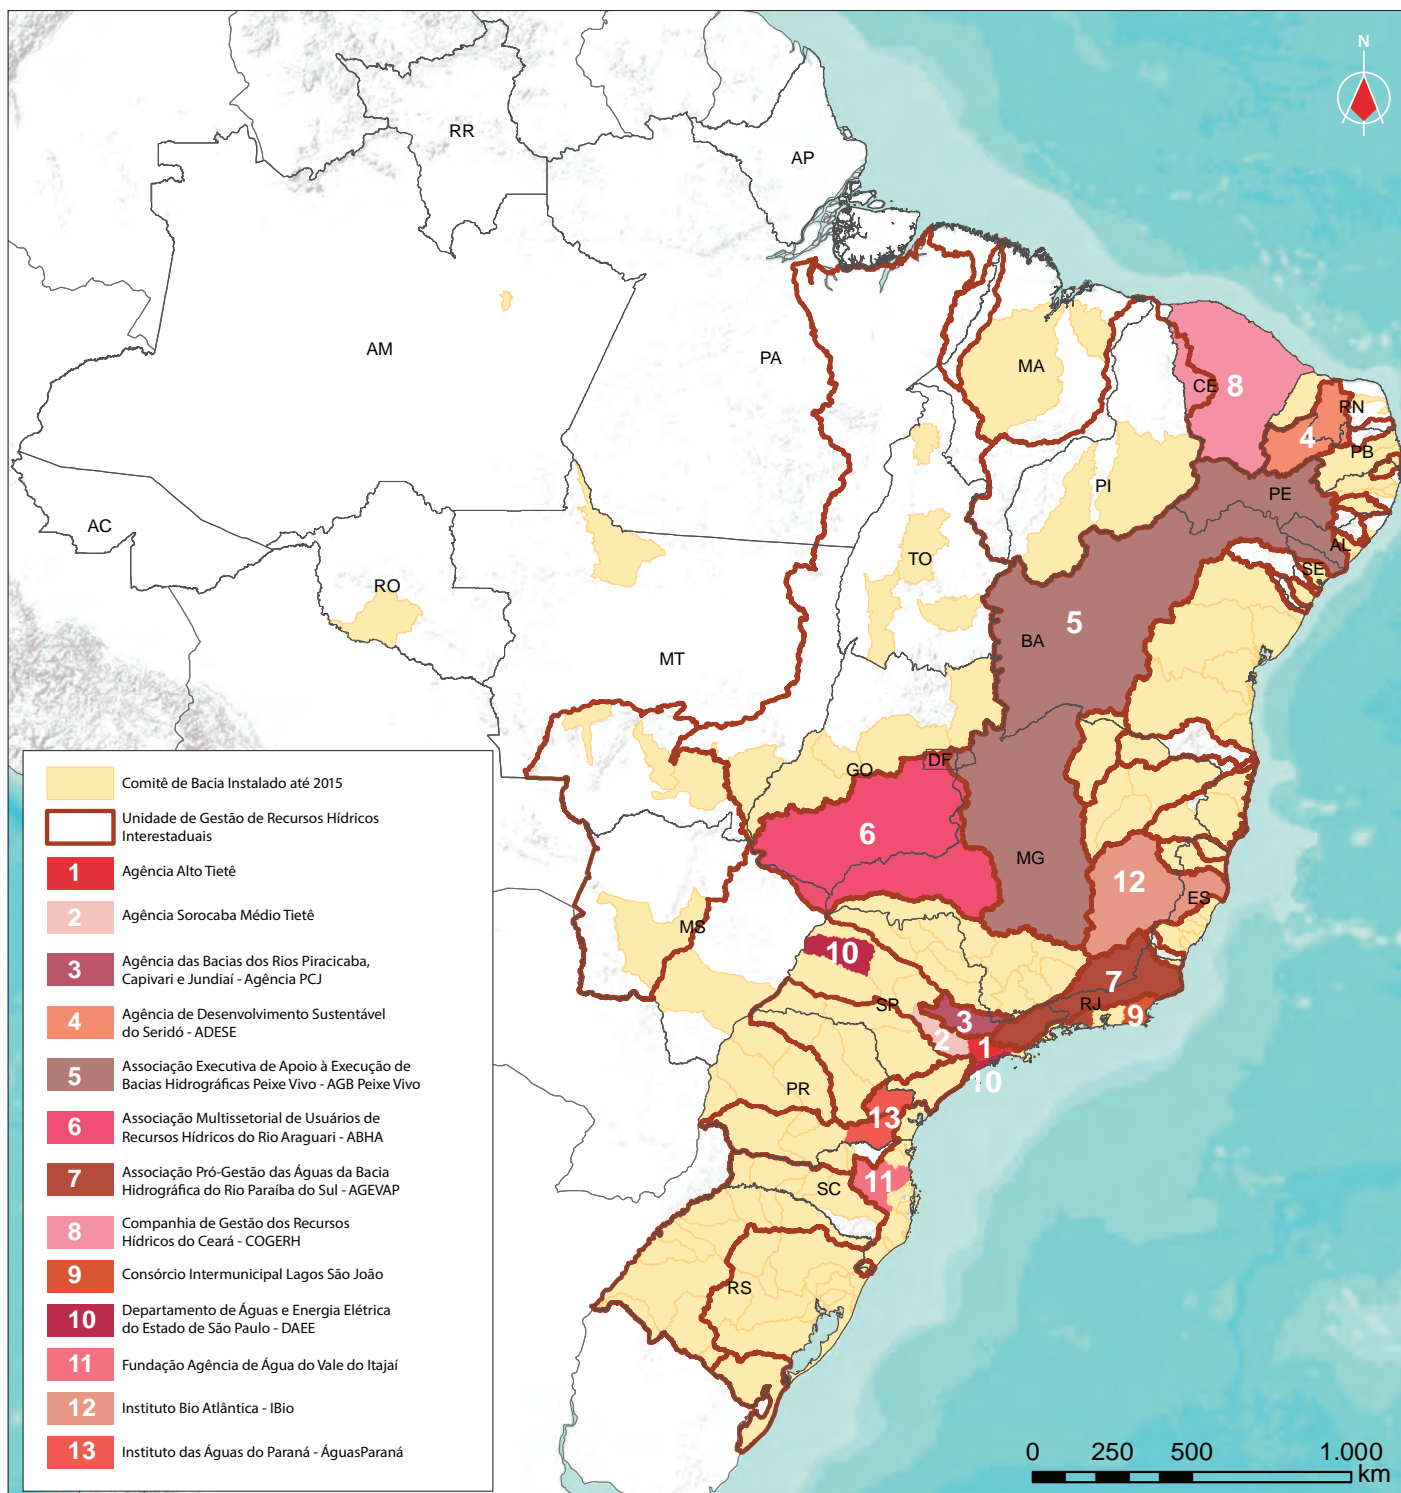 N
RR
AP
AM
PA
MA
CE
8
RN
4
PB
PI
PE
AC
AL
TO
SE
RO
5
BA
MT
DF
GO
6
MG
12
ES
MS
10
7
SP
RJ
3
9
2
1
10
PR
13
11
SC
RS
Comitê de Bacia Instalado até 2015
Unidade de Gestão de Recursos Hídricos
Interestaduais
1 Agência Alto Tietê
2 Agência Sorocaba Médio Tietê
3 Agência das Bacias dos Rios Piracicaba,
Capivari e Jundiaí - Agência PCJ
4 Agência de Desenvolvimento Sustentável
do Seridó - ADESE
5 Associação Executiva de Apoio à Execução de
Bacias Hidrográficas Peixe Vivo - AGB Peixe Vivo
6 Associação Multissetorial de Usuários de
Recursos Hídricos do Rio Araguari - ABHA
7 Associação Pró-Gestão das Águas da Bacia
Hidrográfica do Rio Paraíba do Sul - AGEVAP
8 Companhia de Gestão dos Recursos
Hídricos do Ceará - COGERH
9 Consórcio Intermunicipal Lagos São João
10 Departamento de Águas e Energia Elétrica
do Estado de São Paulo - DAEE
11 Fundação Agência de Água do Vale do Itajaí
12 Instituto Bio Atlântica - IBio
13 Instituto das Águas do Paraná - ÁguasParaná
0 250 500 1.000
km